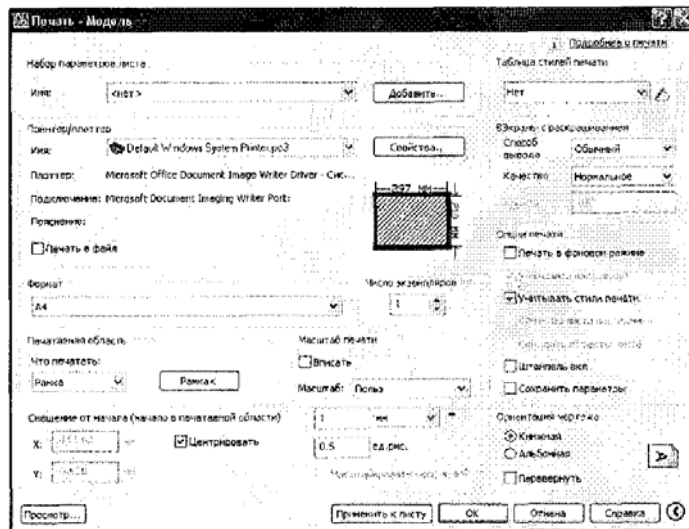 Печать - Модель
Подробнее о печати
Набор параметров листа
Имя: <нет> Добавить...
Таблица стилей печати
Нет
Принтер/плоттер
Имя: Default Windows System Printer.pc3 Свойства...
Плоттер: Microsoft Office Document Image Writer Driver - Сис...
Подключение: Microsoft Document Imaging Writer Port:
Пояснение:
Печать в файл
297 MM
ВЭкраны с раскрашиванием
Способ вывода Обычный
Качество Нормальное
Формат
A4
Число экземпляров
1
Опции печати
Печать в фоновом режиме
Учитывать стили печати
Штемпель вкл
Сохранить параметры
Печатаемая область
Что печатать:
Рамка Рамка<
Масштаб печати
Вписать
Масштаб: Польз
1 мм =
0.5 ед.рис.
Смещение от начала (начало в печатаемой области)
X:
Центрировать
Y:
Ориентация чертежа
Книжная
Альбомная
Перевернуть
A
Просмотр... Применить к листу ОК Отмена Справка